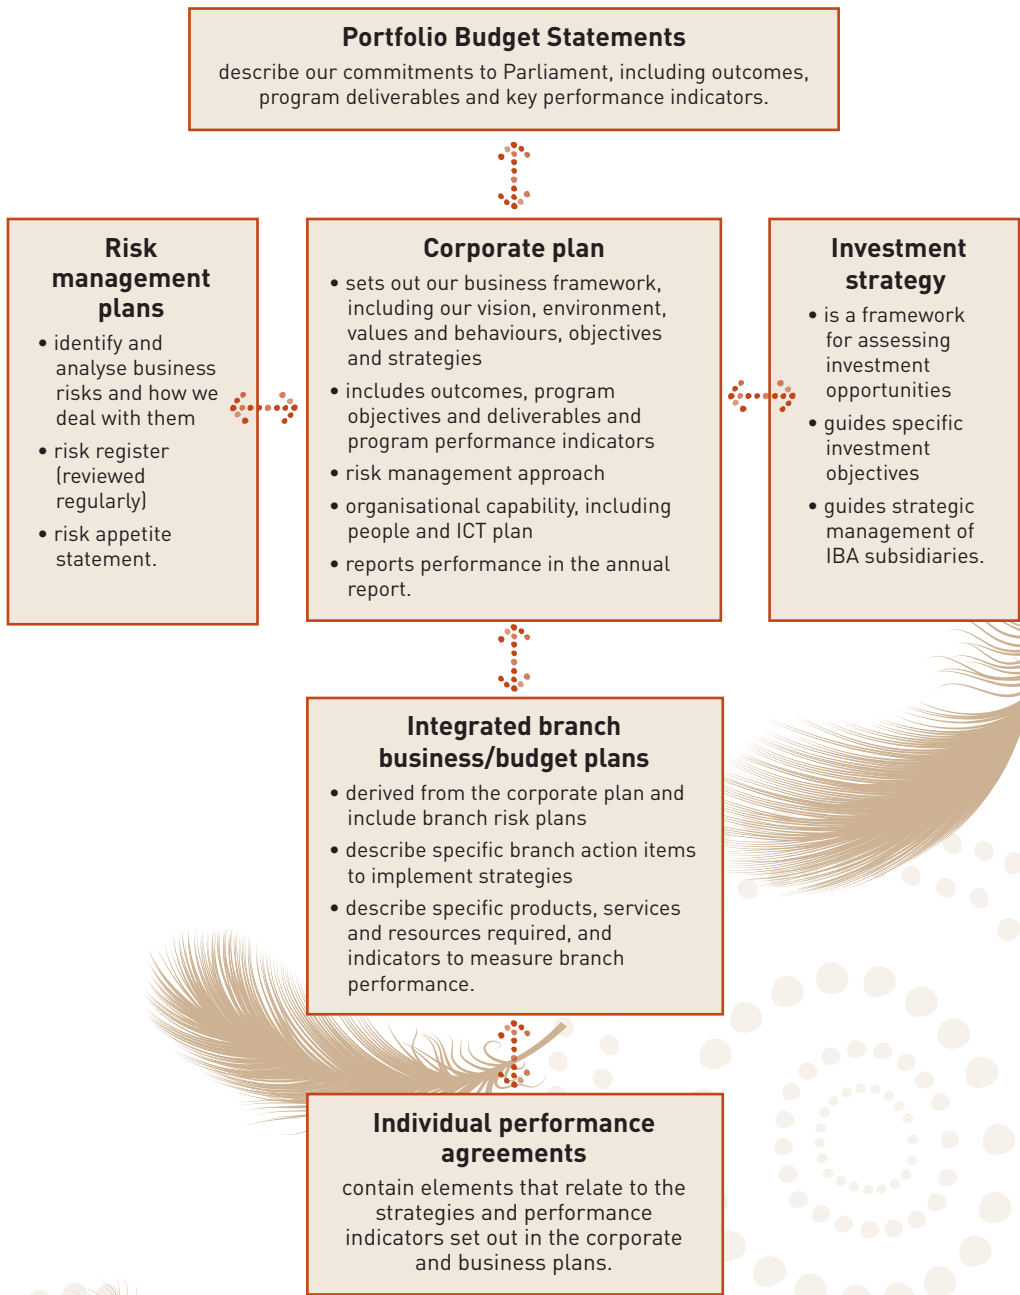 Portfolio Budget Statements
describe our commitments to Parliament, including outcomes,
program deliverables and key performance indicators.
Risk
management
plans
• identify and
analyse business
risks and how we
deal with them
• risk register
(reviewed
regularly)
• risk appetite
statement.
Corporate plan
• sets out our business framework,
including our vision, environment,
values and behaviours, objectives
and strategies
• includes outcomes, program
objectives and deliverables and
program performance indicators
• risk management approach
• organisational capability, including
people and ICT plan
• reports performance in the annual
report.
Investment
strategy
• is a framework
for assessing
investment
opportunities
• guides specific
investment
objectives
• guides strategic
management of
IBA subsidiaries.
Integrated branch
business/budget plans
• derived from the corporate plan and
include branch risk plans
• describe specific branch action items
to implement strategies
• describe specific products, services
and resources required, and
indicators to measure branch
performance.
Individual performance
agreements
contain elements that relate to the
strategies and performance
indicators set out in the corporate
and business plans.